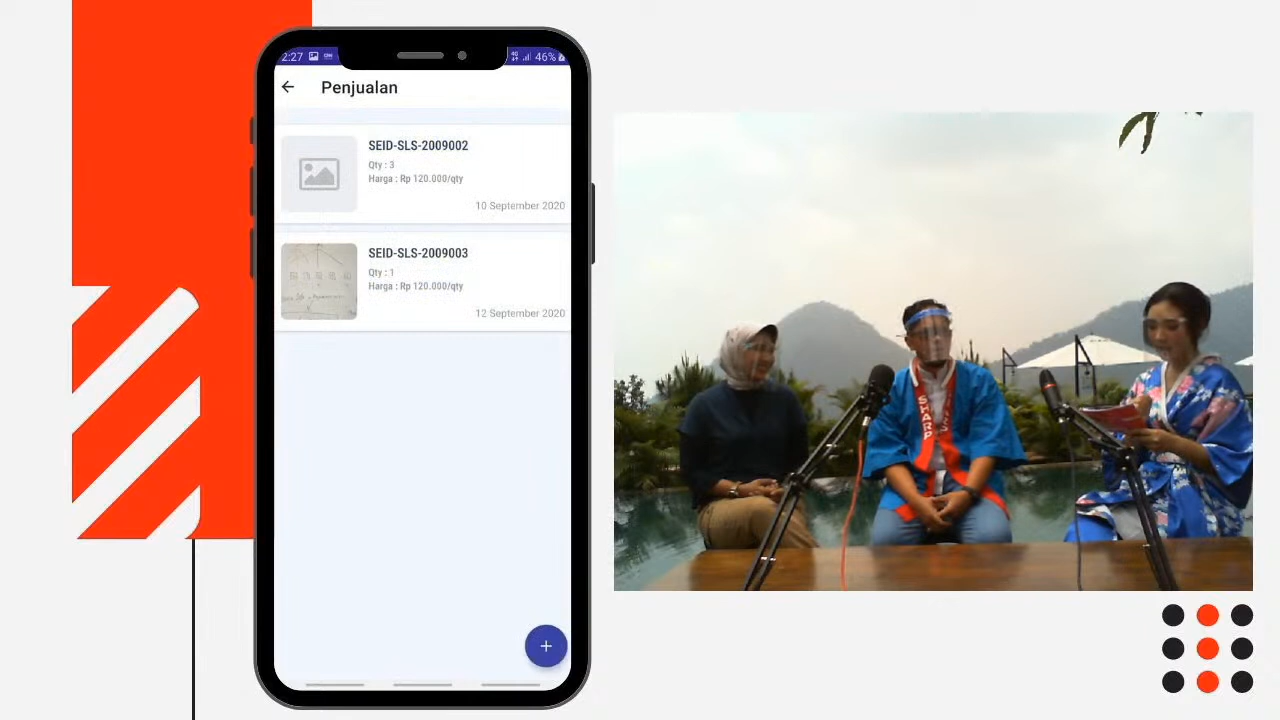 2:27
46%
Penjualan
SEID-SLS-2009002
Qty : 3
Harga : Rp 120.000/qty
10 September 2020
SEID-SLS-2009003
Qty : 1
Harga : Rp 120.000/qty
12 September 2020
SHARP